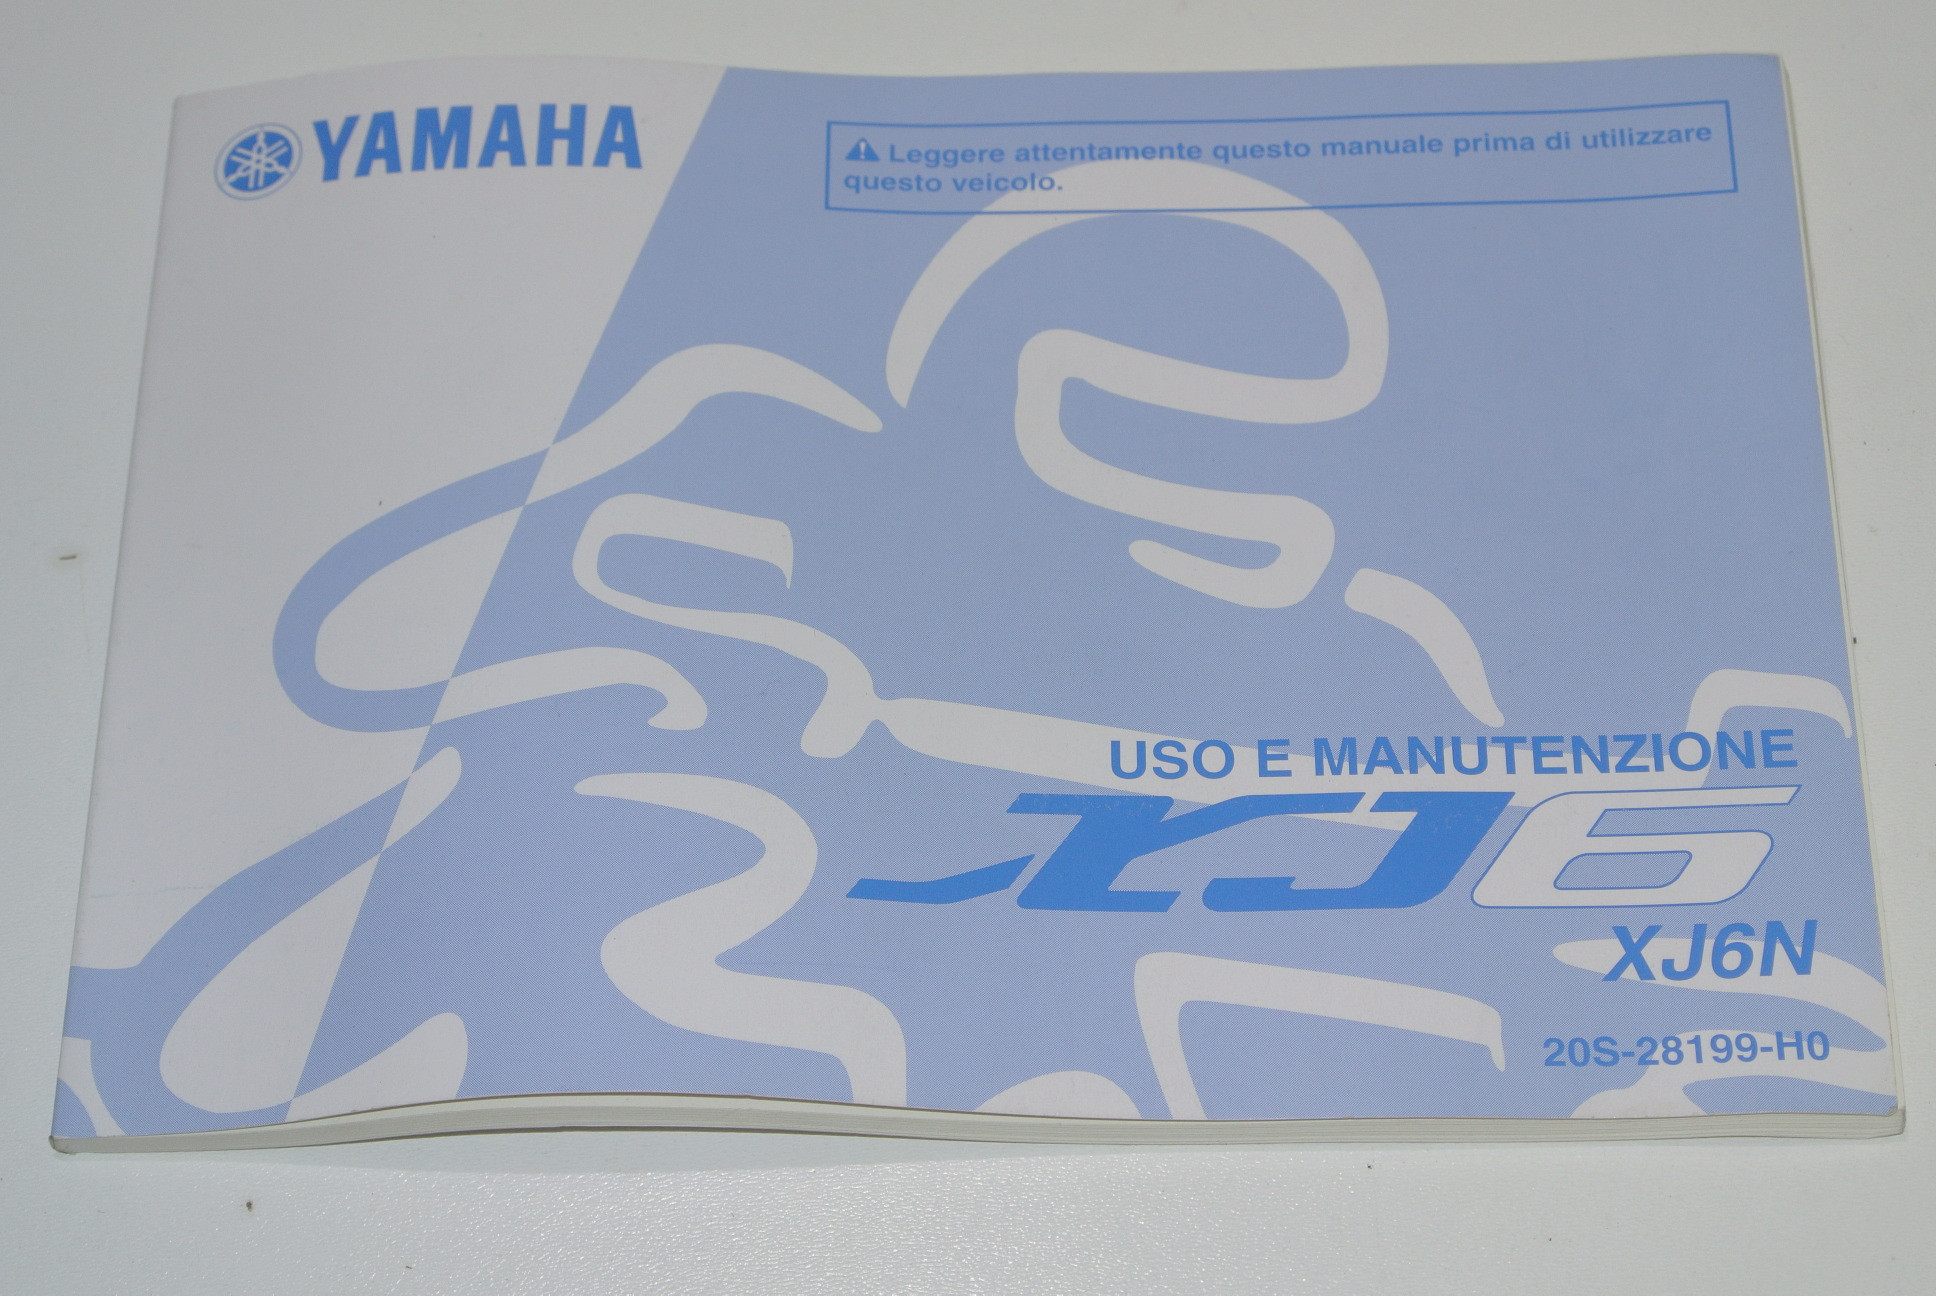 YAMAHA
⚠ Leggere attentamente questo manuale prima di utilizzare
questo veicolo.
USO E MANUTENZIONE
XJ6
XJ6N
20S-28199-H0